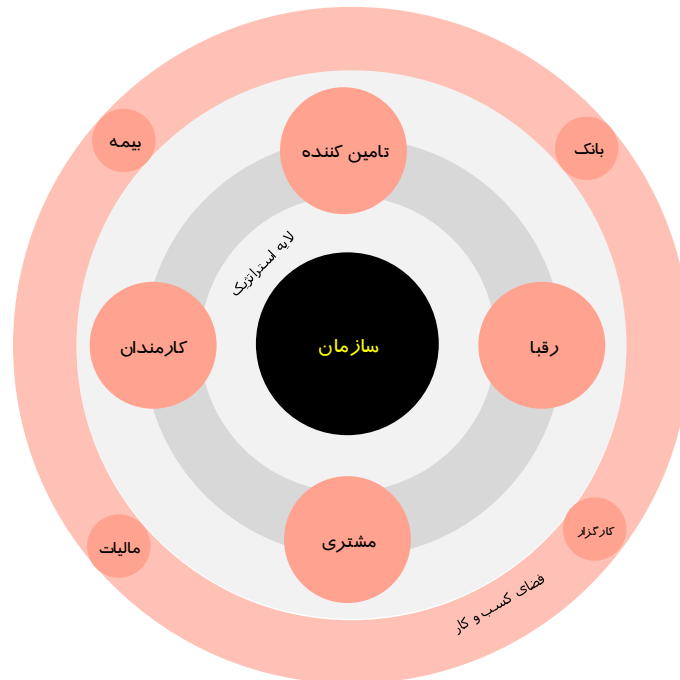 بانک
بیمه
تامین کننده
لایه استراتژیک
رقبا
سازمان
کارمندان
کارگزار
مشتری
مالیات
فضای کسب و کار